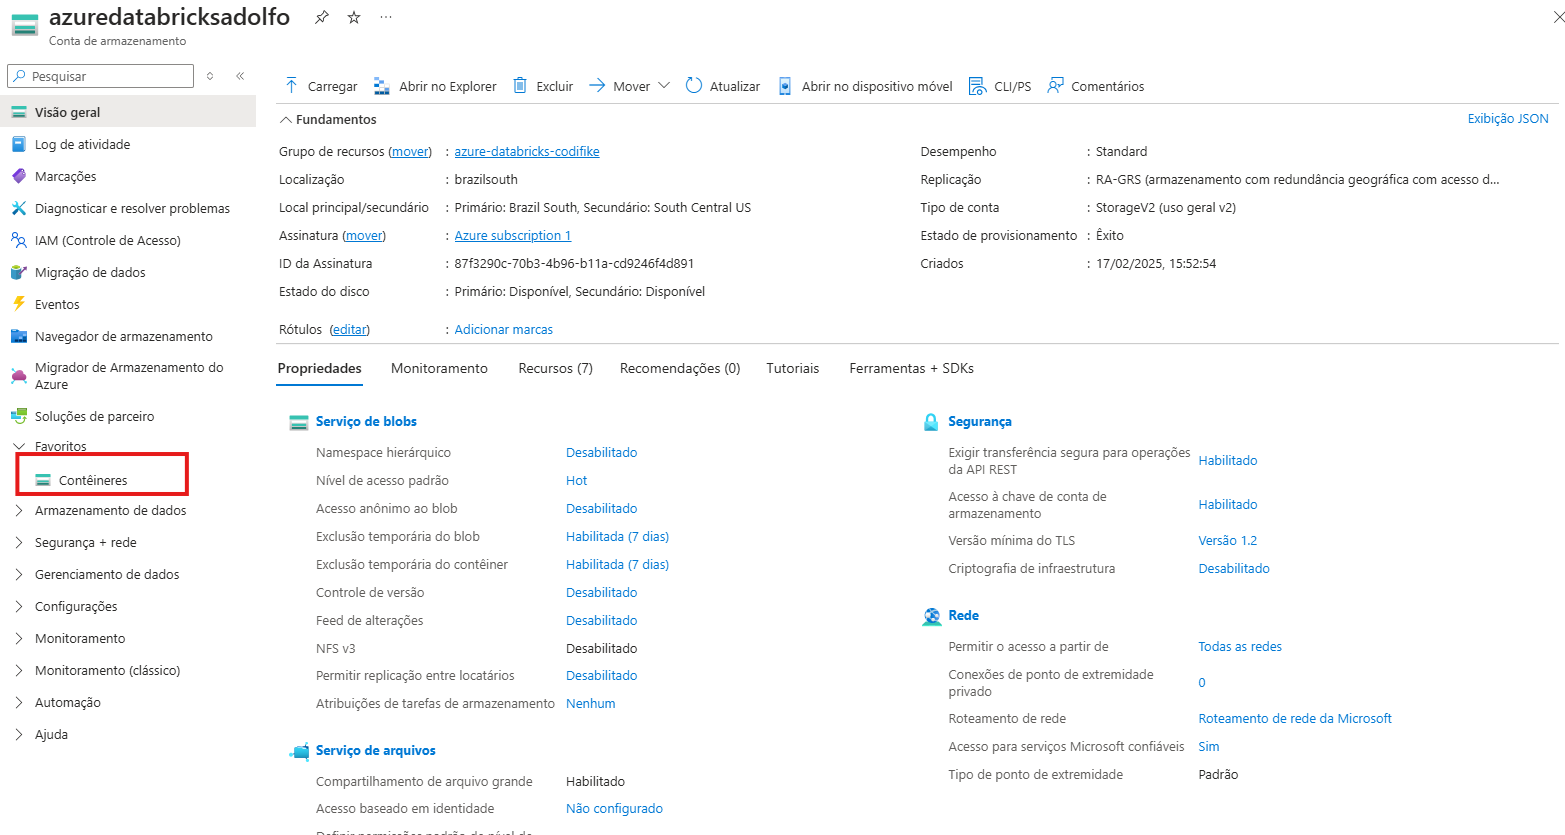 azuredatabricksadolfo
Conta de armazenamento
Pesquisar
Visão geral
Log de atividade
Marcações
Diagnosticar e resolver problemas
IAM (Controle de Acesso)
Migração de dados
Eventos
Navegador de armazenamento
Migrador de Armazenamento do
Azure
Soluções de parceiro
Favoritos
Contêineres
Armazenamento de dados
Segurança + rede
Gerenciamento de dados
Configurações
Monitoramento
Monitoramento (clássico)
Automação
Ajuda
Carregar Abrir no Explorer Excluir Mover Atualizar Abrir no dispositivo móvel CLI/PS Comentários
Fundamentos Exibição JSON
Grupo de recursos (mover) : azure-databricks-codifike
Localização : brazilsouth
Local principal/secundário : Primário: Brazil South, Secundário: South Central US
Assinatura (mover) : Azure subscription 1
ID da Assinatura : 87f3290c-70b3-4b96-b11a-cd9246f4d891
Estado do disco : Primário: Disponível, Secundário: Disponível
Rótulos (editar) : Adicionar marcas
Desempenho : Standard
Replicação : RA-GRS (armazenamento com redundância geográfica com acesso d...
Tipo de conta : StorageV2 (uso geral v2)
Estado de provisionamento : Êxito
Criados : 17/02/2025, 15:52:54
Propriedades Monitoramento Recursos (7) Recomendações (0) Tutoriais Ferramentas + SDKs
Serviço de blobs
Namespace hierárquico Desabilitado
Nível de acesso padrão Hot
Acesso anônimo ao blob Desabilitado
Exclusão temporária do blob Habilitada (7 dias)
Exclusão temporária do contêiner Habilitada (7 dias)
Controle de versão Desabilitado
Feed de alterações Desabilitado
NFS v3 Desabilitado
Permitir replicação entre locatários Desabilitado
Atribuições de tarefas de armazenamento Nenhum
Serviço de arquivos
Compartilhamento de arquivo grande Habilitado
Acesso baseado em identidade Não configurado
Segurança
Exigir transferência segura para operações
da API REST Habilitado
Acesso à chave de conta de
armazenamento Habilitado
Versão mínima do TLS Versão 1.2
Criptografia de infraestrutura Desabilitado
Rede
Permitir o acesso a partir de Todas as redes
Conexões de ponto de extremidade
privado 0
Roteamento de rede Roteamento de rede da Microsoft
Acesso para serviços Microsoft confiáveis Sim
Tipo de ponto de extremidade Padrão